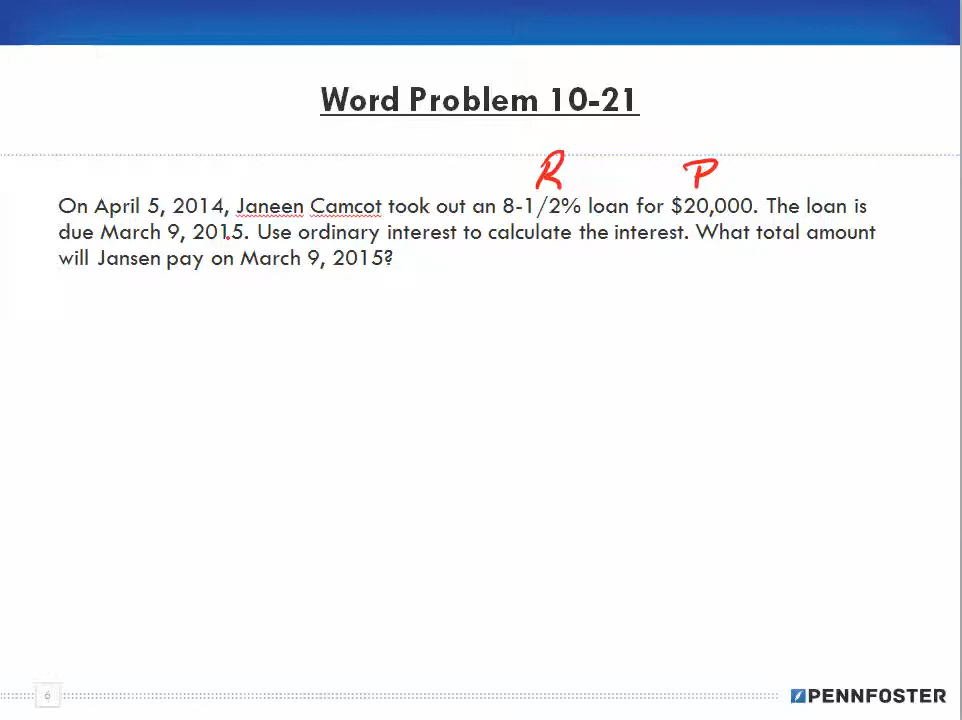 Word Problem 10-21
R P
On April 5, 2014, Janeen Camcot took out an 8-1/2% loan for $20,000. The loan is
due March 9, 2015. Use ordinary interest to calculate the interest. What total amount
will Jansen pay on March 9, 2015?
6
PENNFOSTER